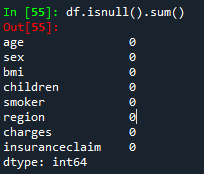 In [55]: df.isnull().sum()
Out[55]:
age 0
sex 0
bmi 0
children 0
smoker 0
region 0
charges 0
insuranceclaim 0
dtype: int64